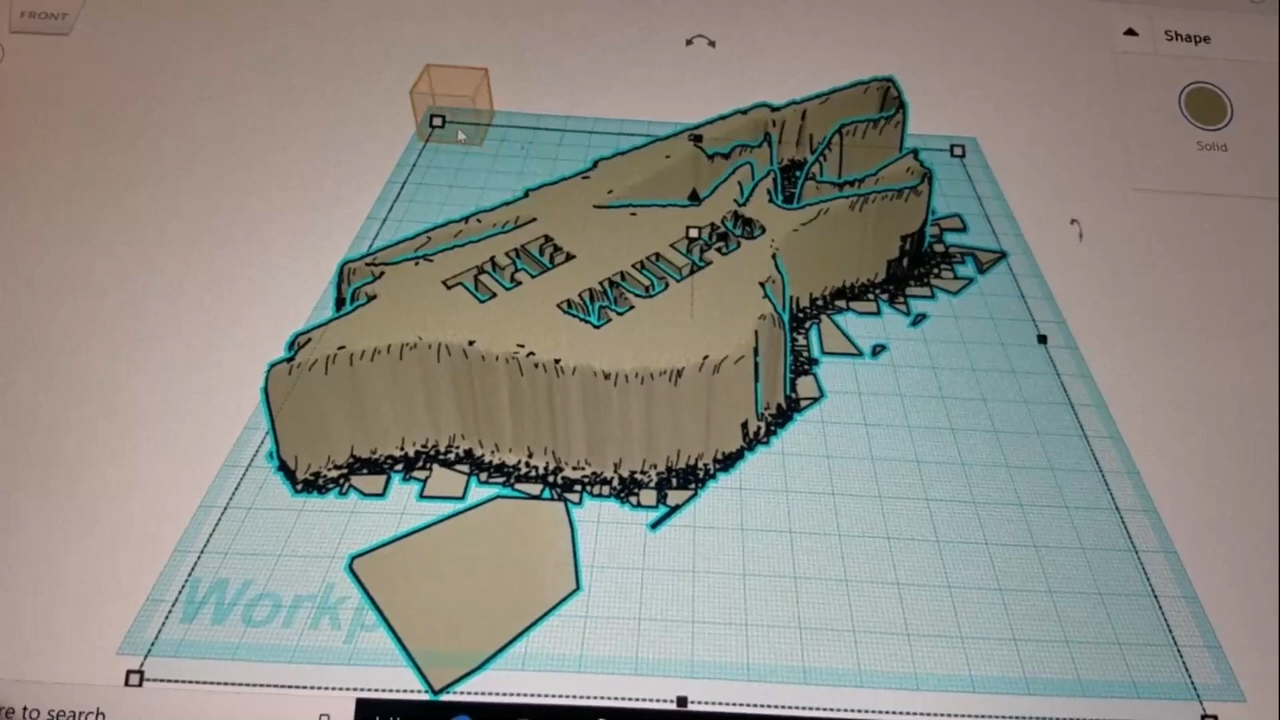 FRONT
Shape
Solid
THE
Workp
re to search